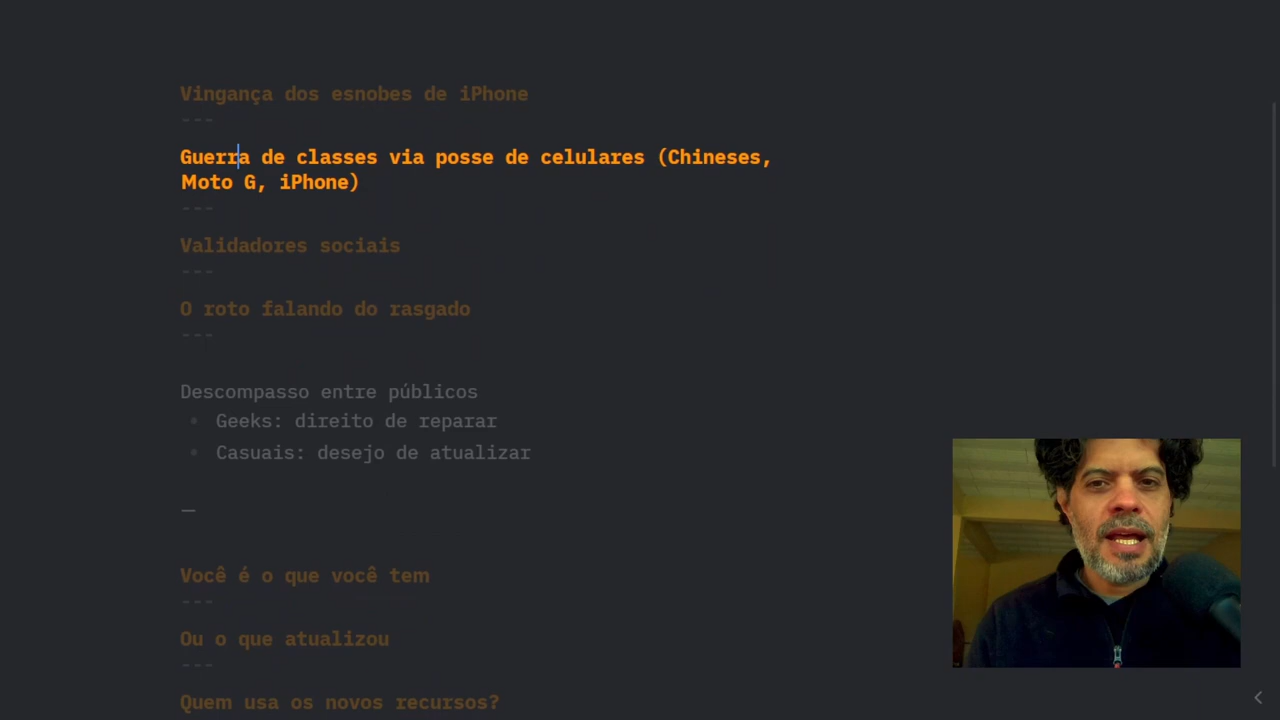 Vingança dos esnobes de iPhone
---
Guerra de classes via posse de celulares (Chineses,
Moto G, iPhone)
---
Validadores sociais
---
O roto falando do rasgado
---
Descompasso entre públicos
• Geeks: direito de reparar
• Casuais: desejo de atualizar
—
Você é o que você tem
---
Ou o que atualizou
---
Quem usa os novos recursos?